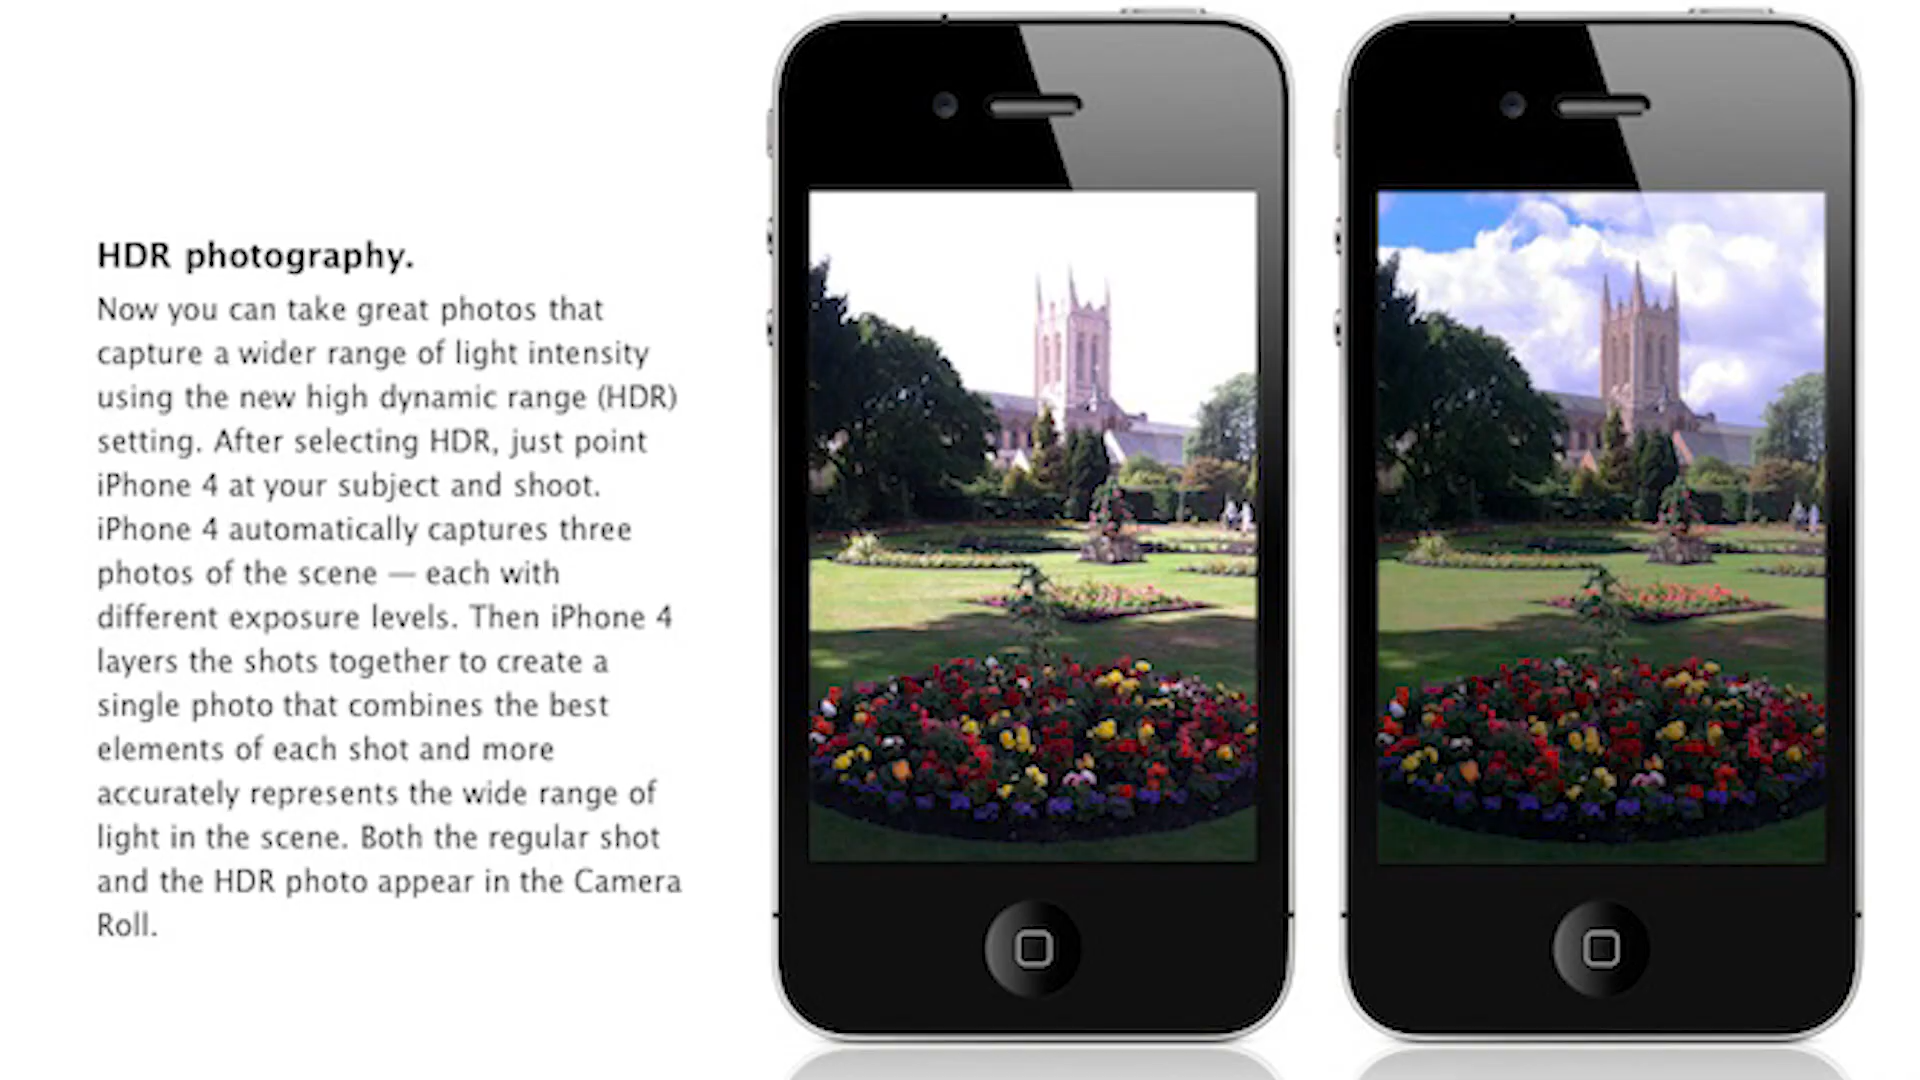 HDR photography.
Now you can take great photos that
capture a wider range of light intensity
using the new high dynamic range (HDR)
setting. After selecting HDR, just point
iPhone 4 at your subject and shoot.
iPhone 4 automatically captures three
photos of the scene — each with
different exposure levels. Then iPhone 4
layers the shots together to create a
single photo that combines the best
elements of each shot and more
accurately represents the wide range of
light in the scene. Both the regular shot
and the HDR photo appear in the Camera
Roll.